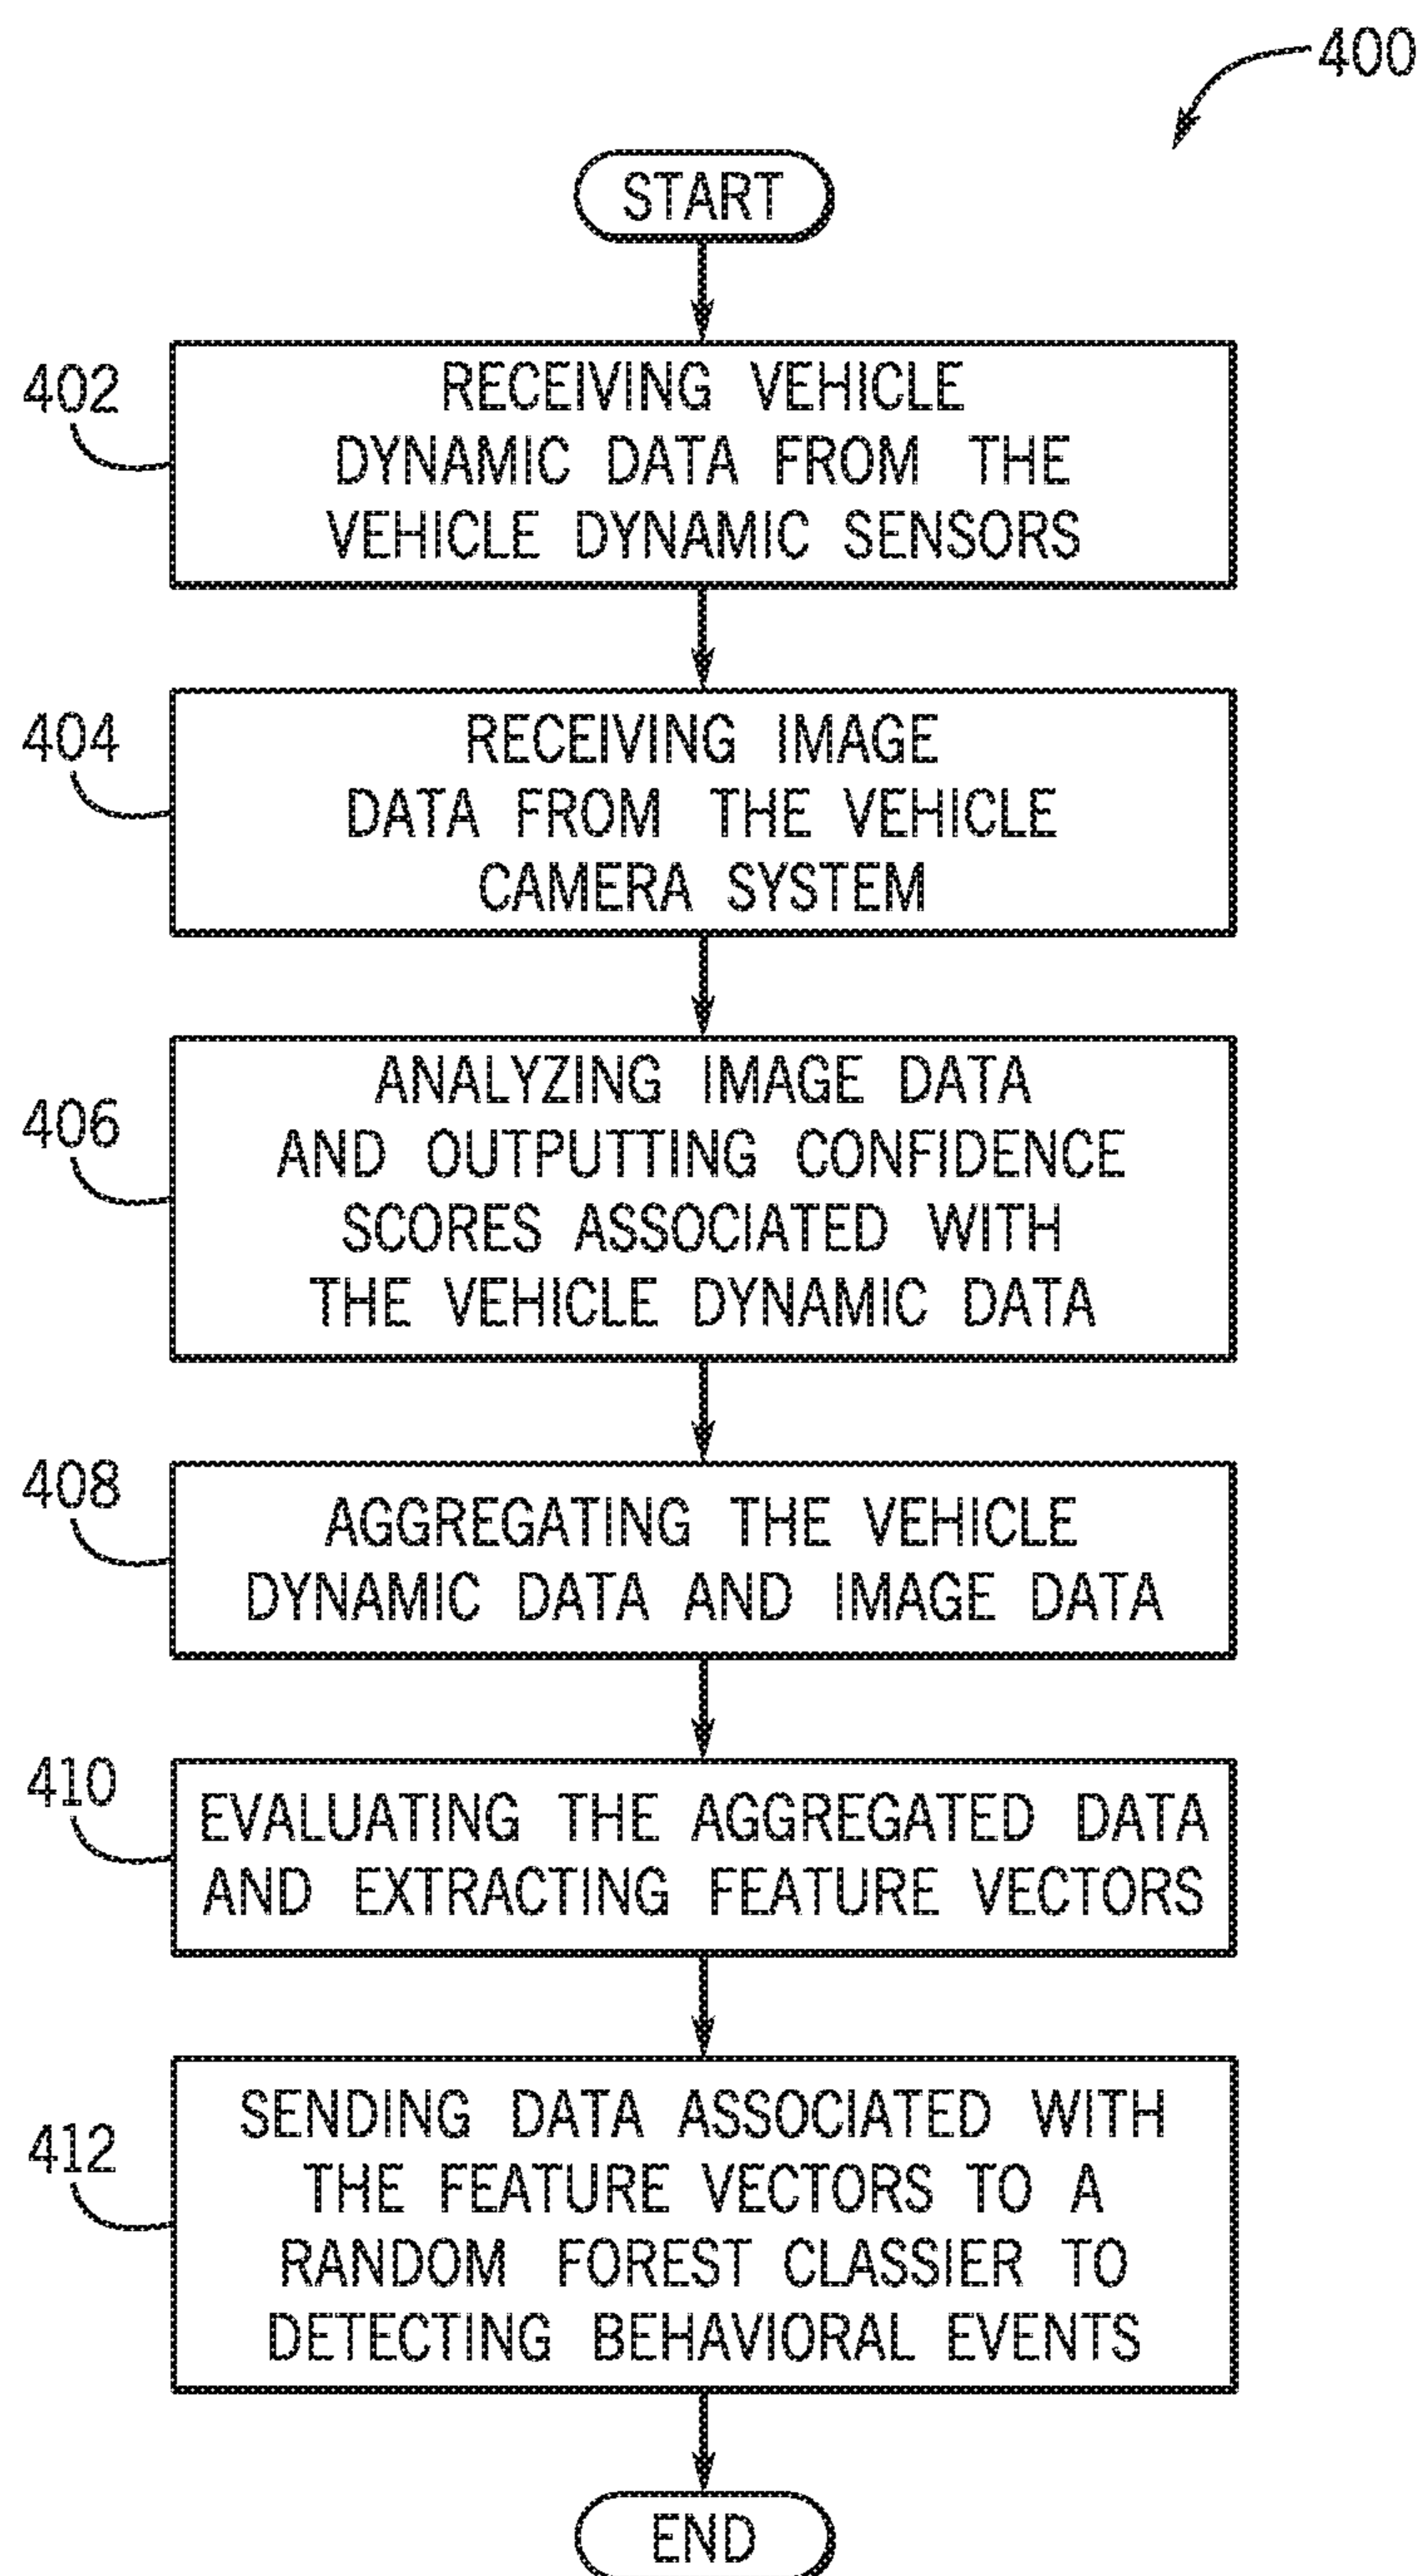 400
START
402
RECEIVING VEHICLE
DYNAMIC DATA FROM THE
VEHICLE DYNAMIC SENSORS
404
RECEIVING IMAGE
DATA FROM THE VEHICLE
CAMERA SYSTEM
406
ANALYZING IMAGE DATA
AND OUTPUTTING CONFIDENCE
SCORES ASSOCIATED WITH
THE VEHICLE DYNAMIC DATA
408
AGGREGATING THE VEHICLE
DYNAMIC DATA AND IMAGE DATA
410
EVALUATING THE AGGREGATED DATA
AND EXTRACTING FEATURE VECTORS
412
SENDING DATA ASSOCIATED WITH
THE FEATURE VECTORS TO A
RANDOM FOREST CLASSIER TO
DETECTING BEHAVIORAL EVENTS
END